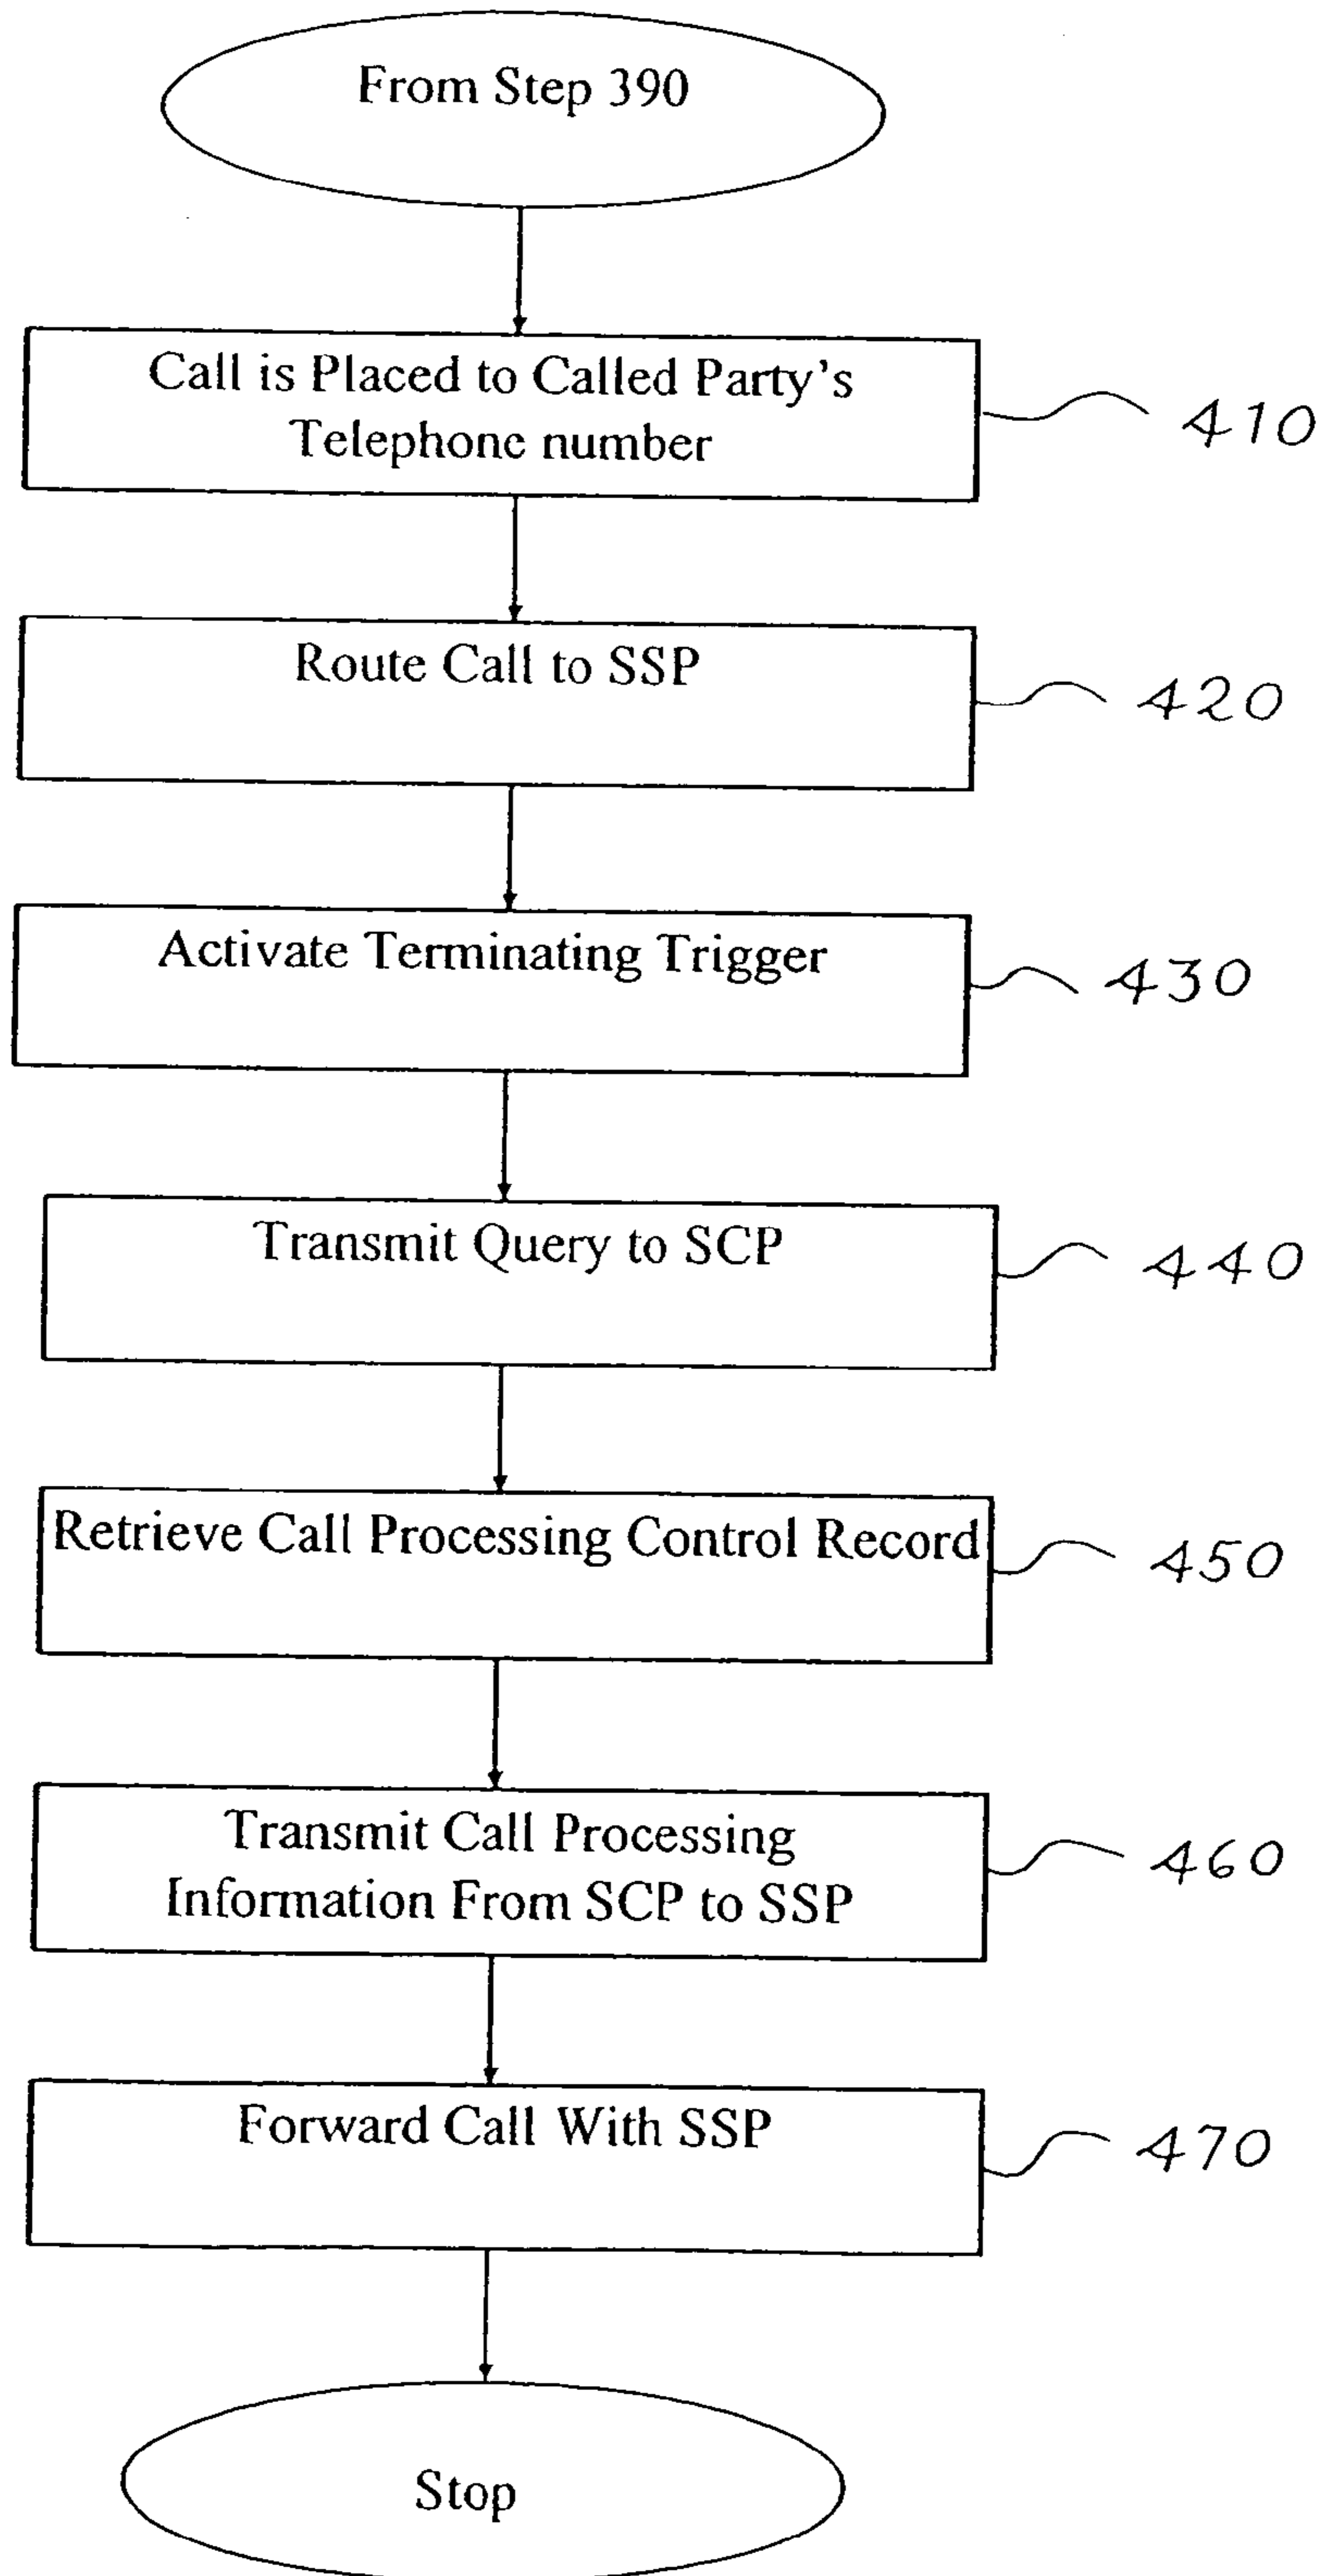 From Step 390
Call is Placed to Called Party's
Telephone number
410
Route Call to SSP
420
Activate Terminating Trigger
430
Transmit Query to SCP
440
Retrieve Call Processing Control Record
450
Transmit Call Processing
Information From SCP to SSP
460
Forward Call With SSP
470
Stop